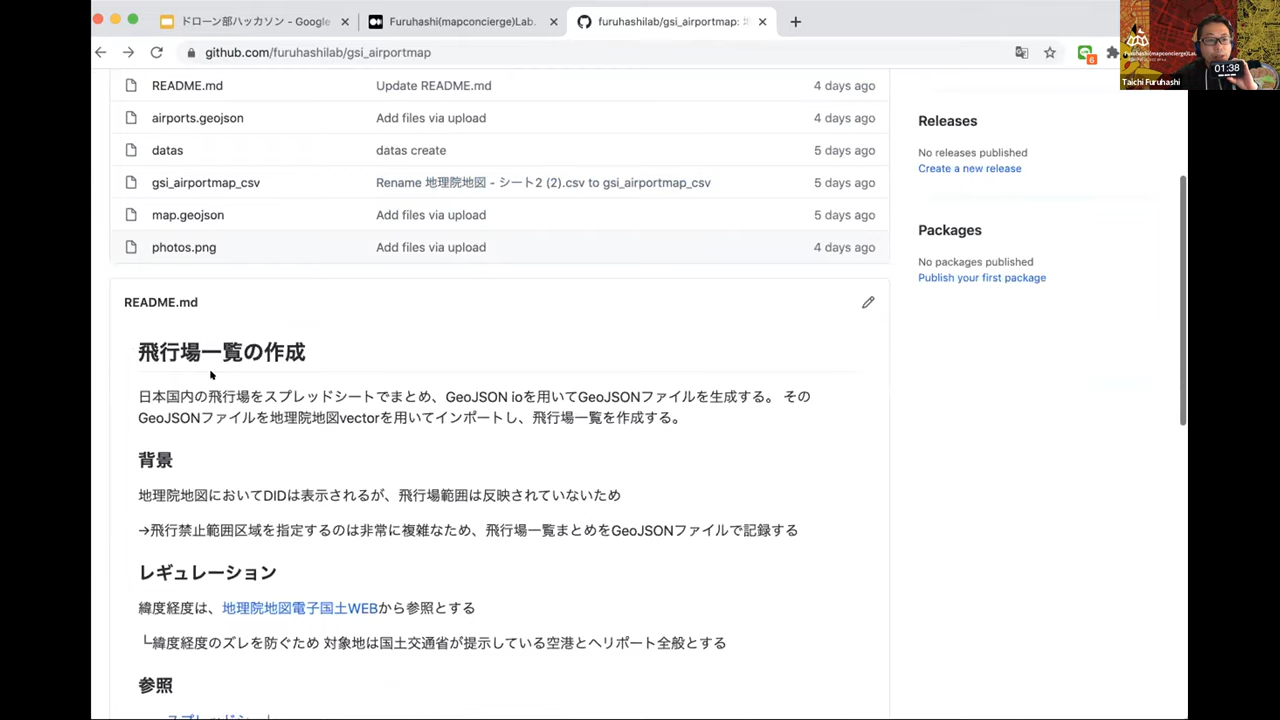 ドローン部ハッカソン - Google
Furuhashi(mapconcierge)Lab.
furuhashilab/gsi_airportmap:
github.com/furuhashilab/gsi_airportmap
6
01:38
Taichi Furuhashi
README.md Update README.md 4 days ago
airports.geojson Add files via upload 4 days ago
datas datas create 5 days ago
gsi_airportmap_csv Rename 地理院地図 - シート2 (2).csv to gsi_airportmap_csv 5 days ago
map.geojson Add files via upload 5 days ago
photos.png Add files via upload 4 days ago
Releases
No releases published
Create a new release
Packages
No packages published
Publish your first package
README.md
飛行場一覧の作成
日本国内の飛行場をスプレッドシートでまとめ、GeoJSON ioを用いてGeoJSONファイルを生成する。 その
GeoJSONファイルを地理院地図vectorを用いてインポートし、飛行場一覧を作成する。
背景
地理院地図においてDIDは表示されるが、飛行場範囲は反映されていないため
→飛行禁止範囲区域を指定するのは非常に複雑なため、飛行場一覧まとめをGeoJSONファイルで記録する
レギュレーション
緯度経度は、地理院地図電子国土WEBから参照とする
└緯度経度のズレを防ぐため 対象地は国土交通省が提示している空港とヘリポート全般とする
参照
スプレッドシート